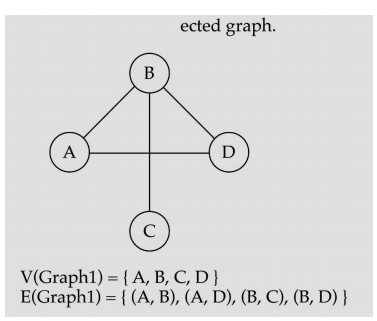 ected graph.
B
A
D
C
V(Graph1) = { A, B, C, D }
E(Graph1) = { (A, B), (A, D), (B, C), (B, D) }